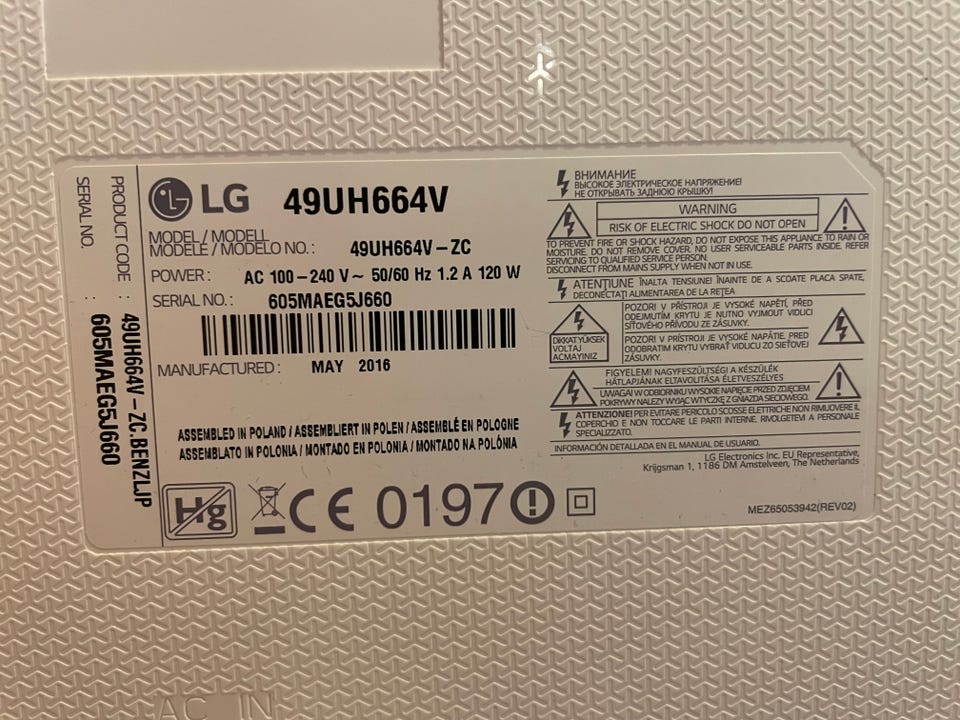 LG 49UH664V
MODEL / MODELL
MODELE / MODELO NO. : 49UH664V-ZC
POWER : AC 100-240 V~ 50/60 Hz 1.2 A 120 W
SERIAL NO. : 605MAEG5J660
MANUFACTURED : MAY 2016
ASSEMBLED IN POLAND / ASSEMBLIERT IN POLEN / ASSEMBLÉ EN POLOGNE
ASSEMBLATO IN POLONIA / MONTADO EN POLONIA / MONTADO NA POLÓNIA
Hg CE 0197
PRODUCT CODE : 49UH664V-ZC.BENZLJP
SERIAL NO. : 605MAEG5J660
ВНИМАНИЕ
ВЫСОКОЕ ЭЛЕКТРИЧЕСКОЕ НАПРЯЖЕНИЕ!
НЕ ОТКРЫВАТЬ ЗАДНЮЮ КРЫШКУ!
WARNING
RISK OF ELECTRIC SHOCK DO NOT OPEN
TO PREVENT FIRE OR SHOCK HAZARD, DO NOT EXPOSE THIS APPLIANCE TO RAIN OR
MOISTURE. DO NOT REMOVE COVER. NO USER SERVICEABLE PARTS INSIDE. REFER
SERVICING TO QUALIFIED SERVICE PERSON.
DISCONNECT FROM MAINS SUPPLY WHEN NOT IN USE.
ATENŢIUNE ÎNALTA TENSIUNE! ÎNAINTE DE A SCOATE PLACA SPATE,
DECONECTAŢI ALIMENTAREA DE LA REŢEA
DİKKAT YÜKSEK
VOLTAJ
AÇMAYINIZ
POZOR! V PŘÍSTROJI JE VYSOKÉ NAPĚTÍ, PŘED
ODEJMUTÍM KRYTU JE NUTNO VYJMOUT VIDLICI
SÍŤOVÉHO PŘÍVODU ZE ZÁSUVKY.
POZOR! V PRÍSTROJI JE VYSOKÉ NAPÄTIE. PRED
ODOBRATIM KRYTU VYBRAŤ VIDLICU ZO SIEŤOVEJ
ZÁSUVKY.
FIGYELEM! NAGYFESZÜLTSÉG! A KÉSZÜLÉK
HÁTLAPJÁNAK ELTÁVOLÍTÁSA ÉLETVESZÉLYES
UWAGA! W ODBIORNIKU WYSOKIE NAPIĘCIE. PRZED ZDJĘCIEM
POKRYWY NALEŻY WYJĄĆ WTYCZKĘ Z GNIAZDA SIECIOWEGO.
ATTENZIONE! PER EVITARE PERICOLO SCOSSE ELETTRICHE NON RIMUOVERE IL
COPERCHIO E NON TOCCARE LE PARTI INTERNE. RIVOLGETEVI A PERSONALE
SPECIALIZZATO.
INFORMACIÓN DETALLADA EN EL MANUAL DE USUARIO.
LG Electronics Inc. EU Representative,
Krijgsman 1, 1186 DM Amstelveen, The Netherlands
MEZ65053942(REV02)
AC IN